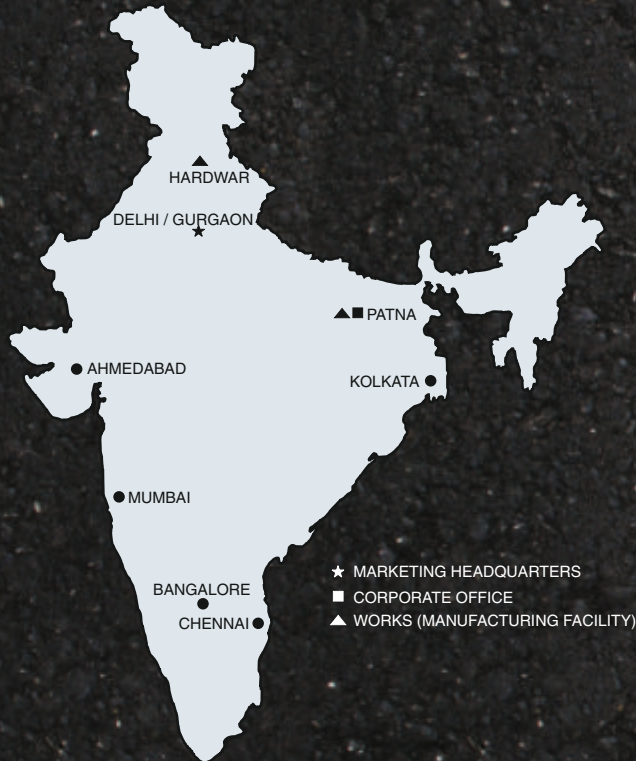 HARDWAR
DELHI / GURGAON
PATNA
AHMEDABAD
KOLKATA
MUMBAI
MARKETING HEADQUARTERS
BANGALORE
CORPORATE OFFICE
CHENNAI
WORKS (MANUFACTURING FACILITY)